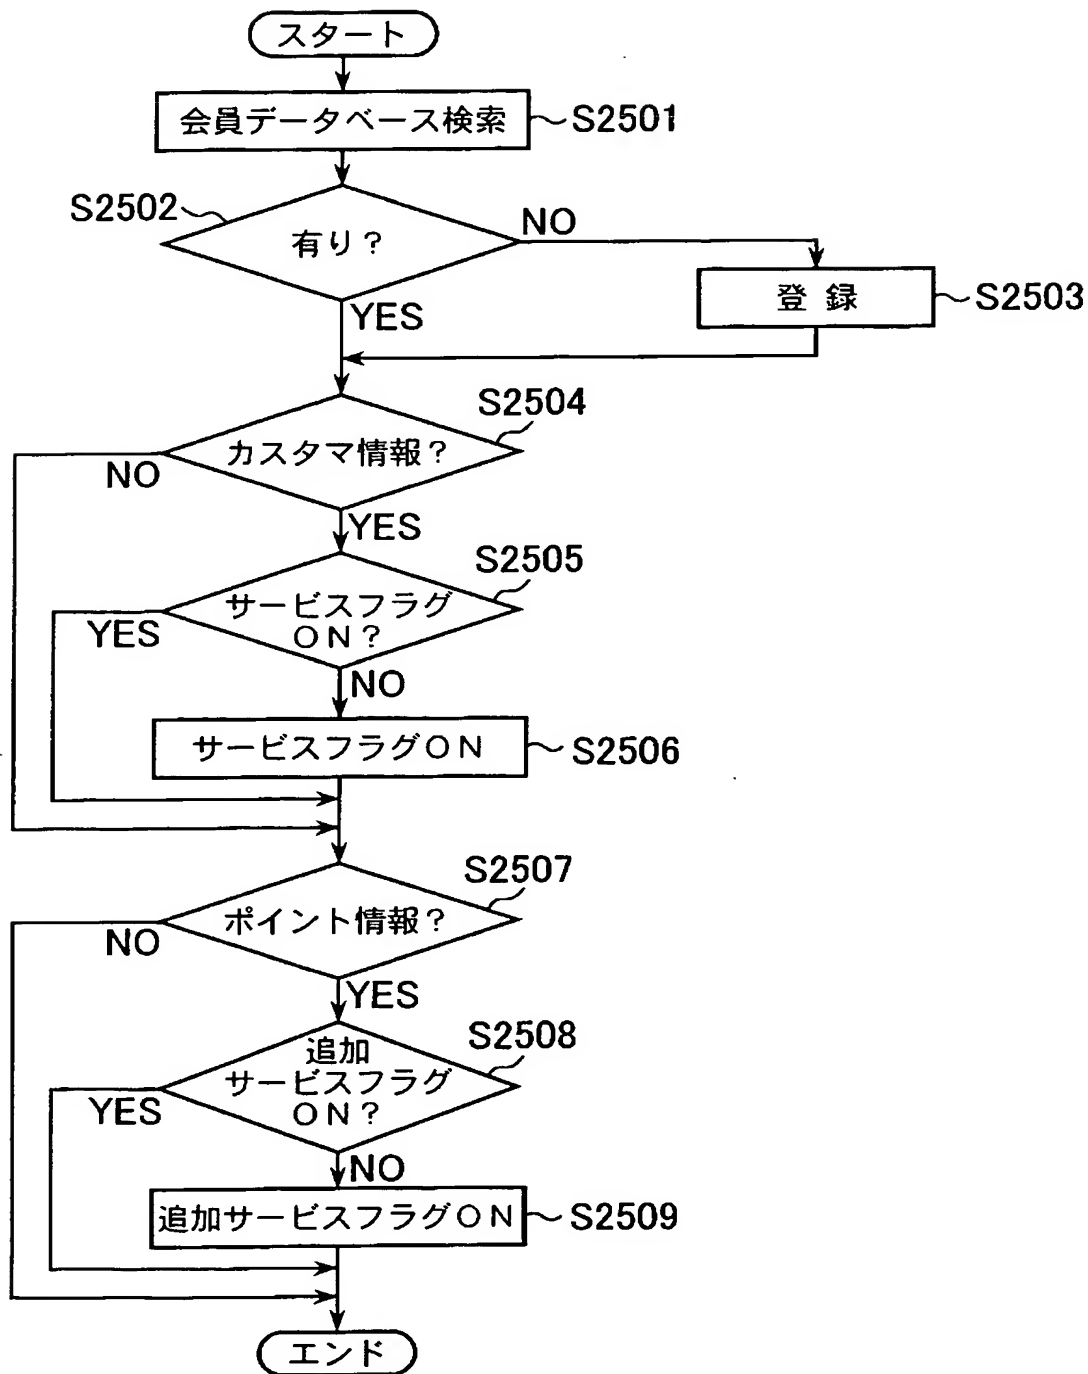 スタート
会員データベース検索
S2501
S2502
有り？
NO
YES
登 録
S2503
S2504
カスタマ情報？
NO
YES
S2505
サービスフラグ
ＯＮ？
YES
NO
サービスフラグＯＮ
S2506
S2507
ポイント情報？
NO
YES
S2508
追加
サービスフラグ
ＯＮ？
YES
NO
追加サービスフラグＯＮ
S2509
エンド